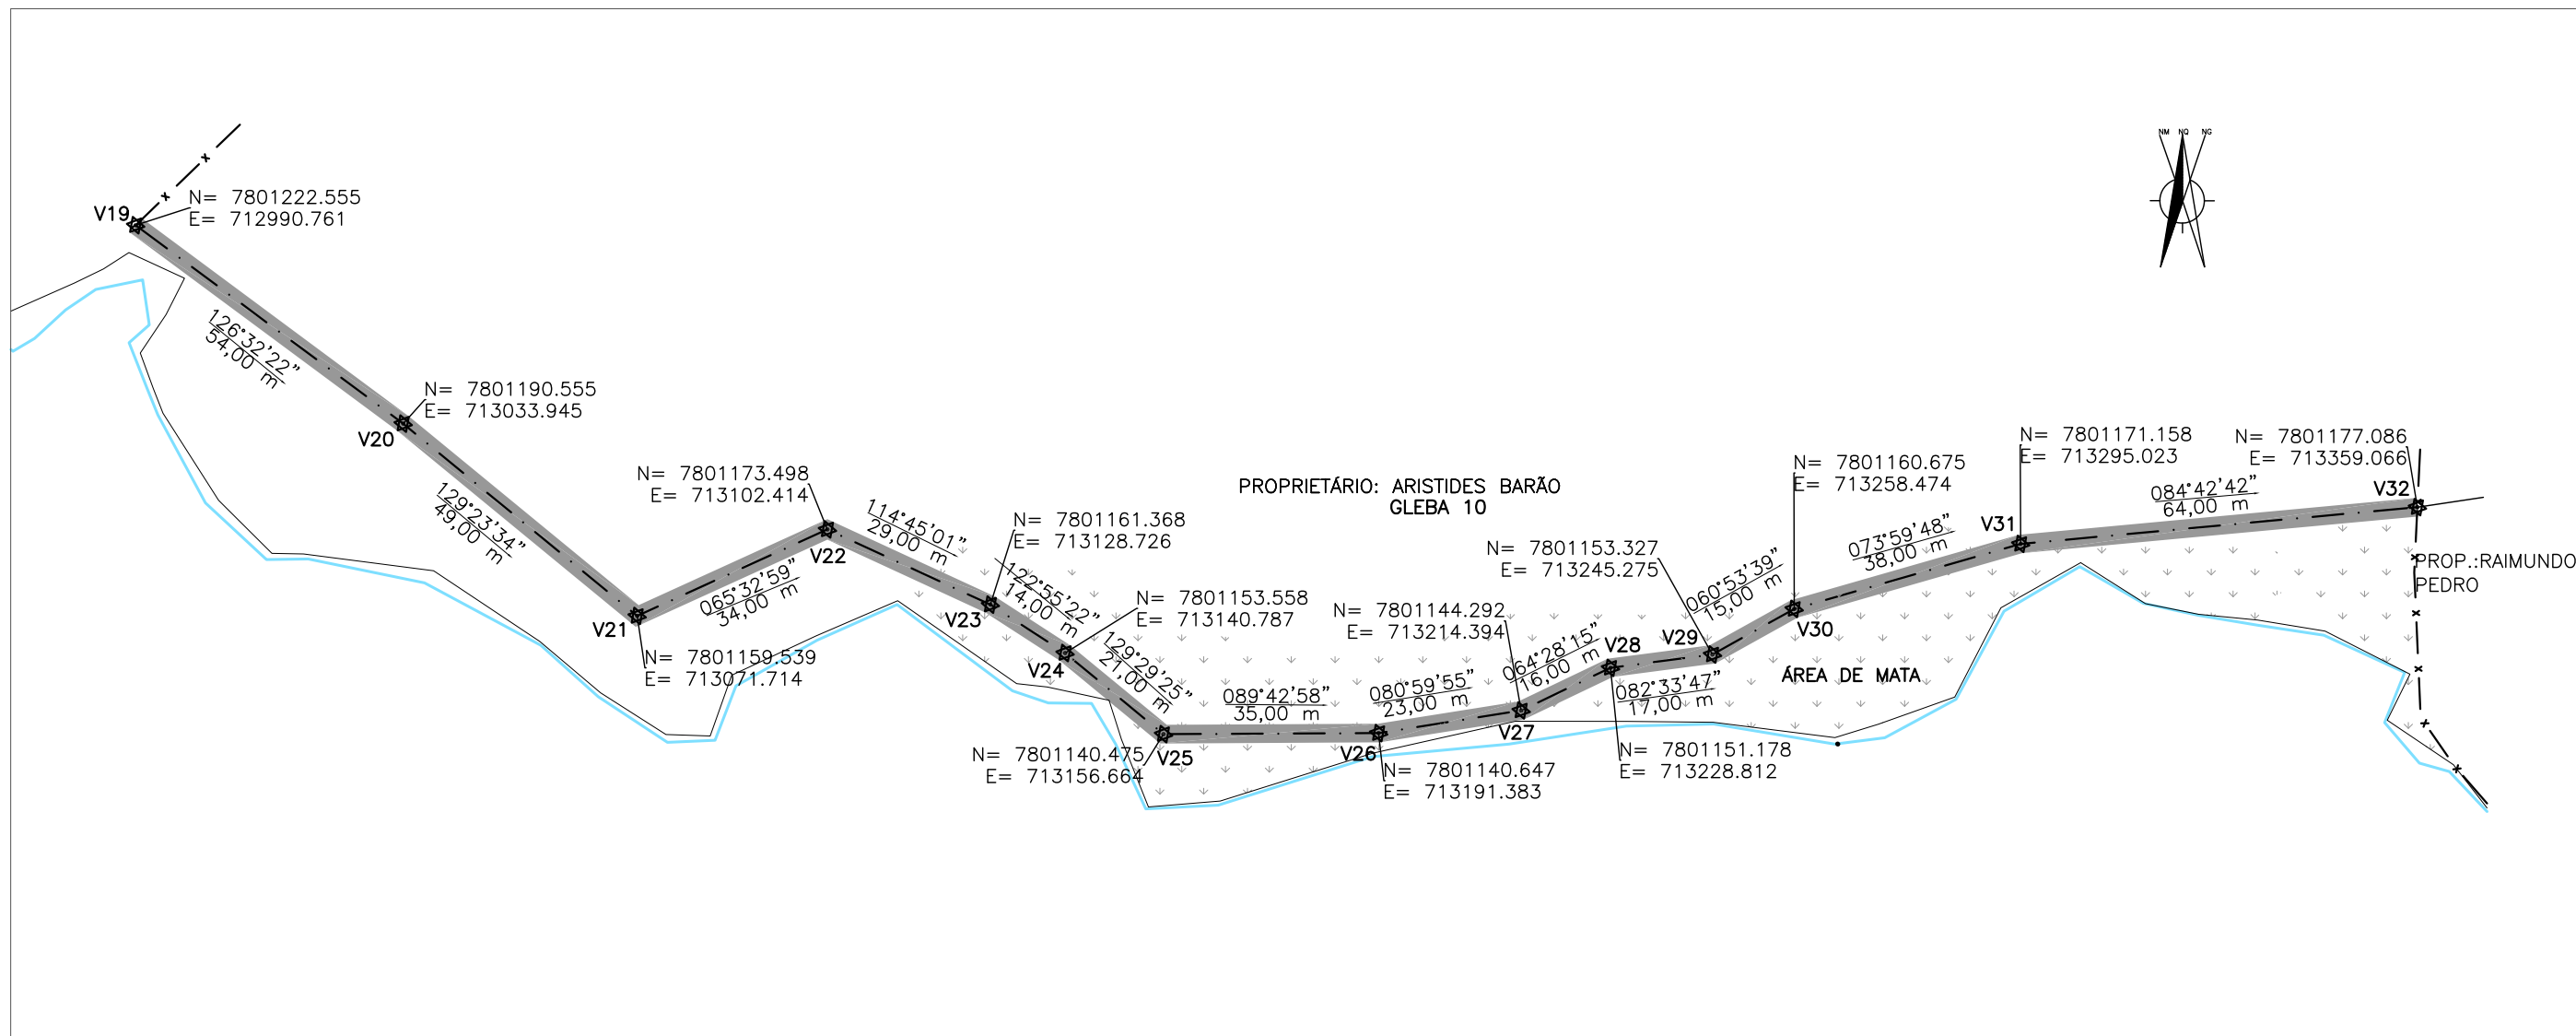 NM NQ NG
V19
N= 7801222.555
E= 712990.761
126°32'22"
54,00 m
N= 7801190.555
E= 713033.945
V20
129°23'34"
49,00 m
V21
N= 7801159.539
E= 713071.714
065°32'59"
34,00 m
N= 7801173.498
E= 713102.414
V22
114°45'01"
29,00 m
N= 7801161.368
E= 713128.726
V23
122°55'22"
14,00 m
N= 7801153.558
E= 713140.787
V24
129°29'25"
21,00 m
N= 7801140.475
E= 713156.664
V25
089°42'58"
35,00 m
V26
N= 7801140.647
E= 713191.383
080°59'55"
23,00 m
N= 7801144.292
E= 713214.394
V27
064°28'15"
16,00 m
V28
N= 7801151.178
E= 713228.812
082°33'47"
17,00 m
N= 7801153.327
E= 713245.275
V29
060°53'39"
15,00 m
N= 7801160.675
E= 713258.474
V30
073°59'48"
38,00 m
N= 7801171.158
E= 713295.023
V31
084°42'42"
64,00 m
N= 7801177.086
E= 713359.066
V32
PROPRIETÁRIO: ARISTIDES BARÃO
GLEBA 10
ÁREA DE MATA
PROP.:RAIMUNDO
PEDRO